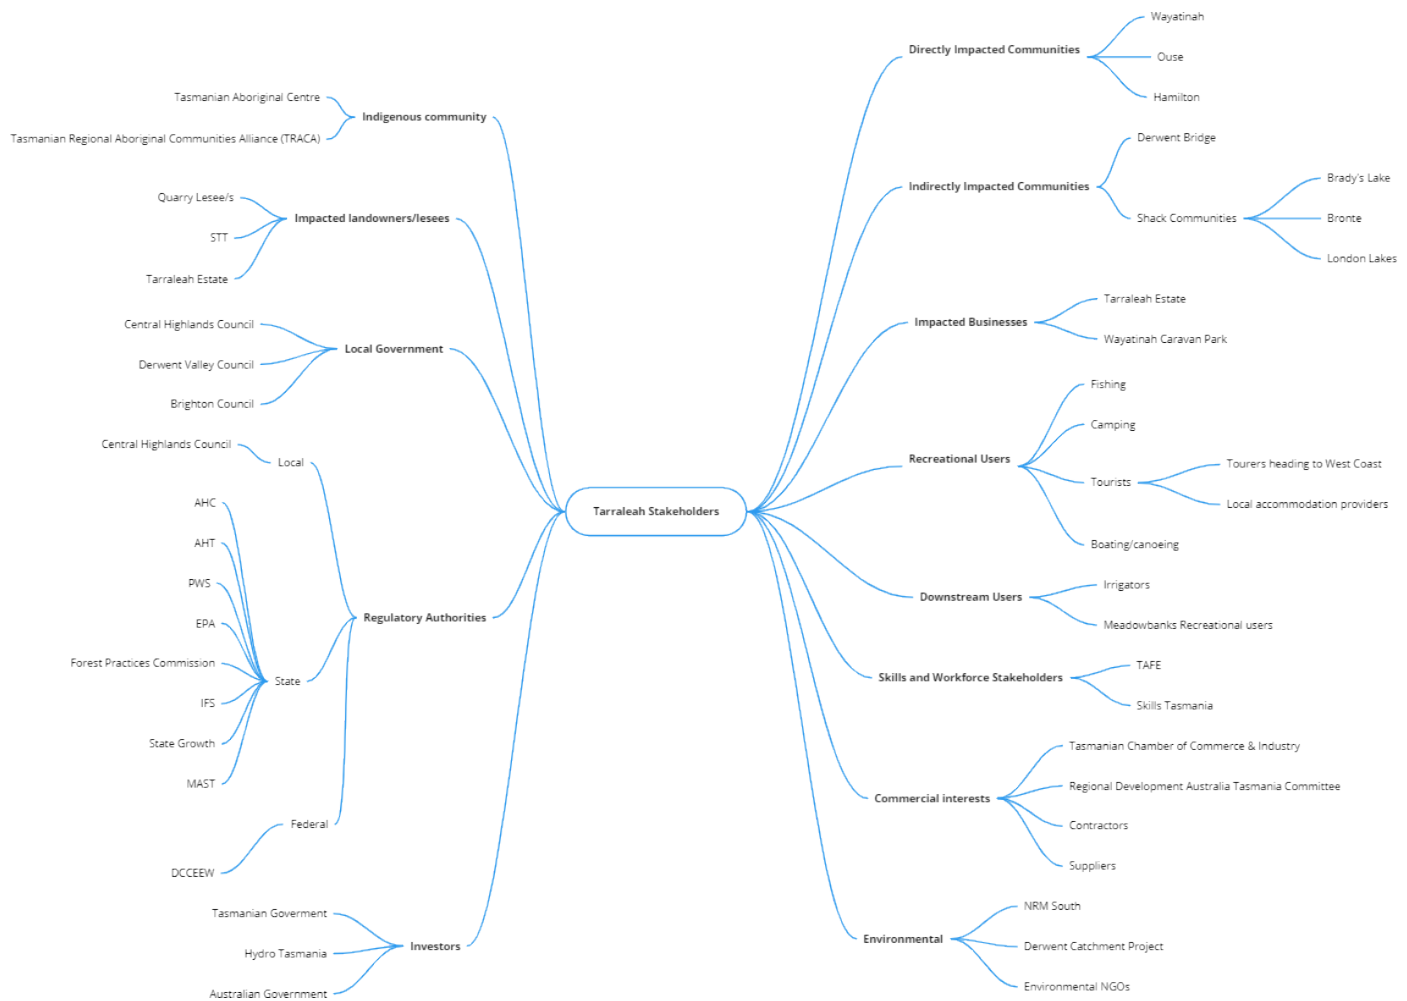 Tarraleah Stakeholders
Indigenous community
Tasmanian Aboriginal Centre
Tasmanian Regional Aboriginal Communities Alliance (TRACA)
Impacted landowners/lesees
Quarry Lesee/s
STT
Tarraleah Estate
Local Government
Central Highlands Council
Derwent Valley Council
Brighton Council
Regulatory Authorities
Local
Central Highlands Council
State
AHC
AHT
PWS
EPA
Forest Practices Commission
IFS
State Growth
MAST
Federal
DCCEEW
Investors
Tasmanian Goverment
Hydro Tasmania
Australian Government
Directly Impacted Communities
Wayatinah
Ouse
Hamilton
Indirectly Impacted Communities
Derwent Bridge
Shack Communities
Brady's Lake
Bronte
London Lakes
Impacted Businesses
Tarraleah Estate
Wayatinah Caravan Park
Recreational Users
Fishing
Camping
Tourists
Tourers heading to West Coast
Local accommodation providers
Boating/canoeing
Downstream Users
Irrigators
Meadowbanks Recreational users
Skills and Workforce Stakeholders
TAFE
Skills Tasmania
Commercial interests
Tasmanian Chamber of Commerce & Industry
Regional Development Australia Tasmania Committee
Contractors
Suppliers
Environmental
NRM South
Derwent Catchment Project
Environmental NGOs